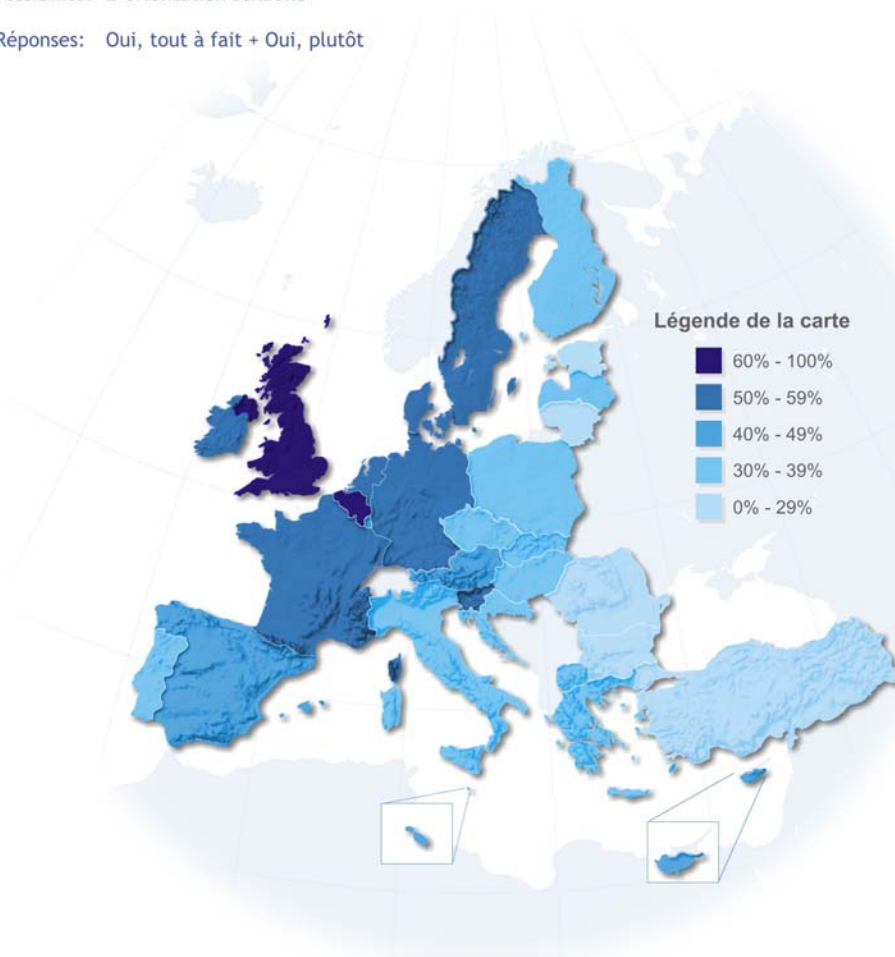 Réponses: Oui, tout à fait + Oui, plutôt
Légende de la carte
60% - 100%
50% - 59%
40% - 49%
30% - 39%
0% - 29%